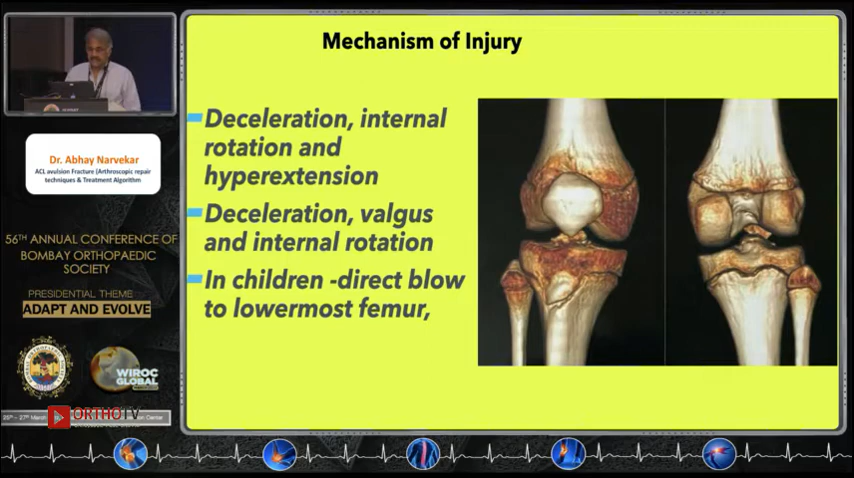 Mechanism of Injury
Deceleration, internal
rotation and
hyperextension
Deceleration, valgus
and internal rotation
In children -direct blow
to lowermost femur,
Dr. Abhay Narvekar
ACL avulsion Fracture (Arthroscopic repair
techniques & Treatment Algorithm
56TH ANNUAL CONFERENCE OF
BOMBAY ORTHOPAEDIC
SOCIETY
PRESIDENTIAL THEME
ADAPT AND EVOLVE
WIROC
GLOBAL
ORTHOTV